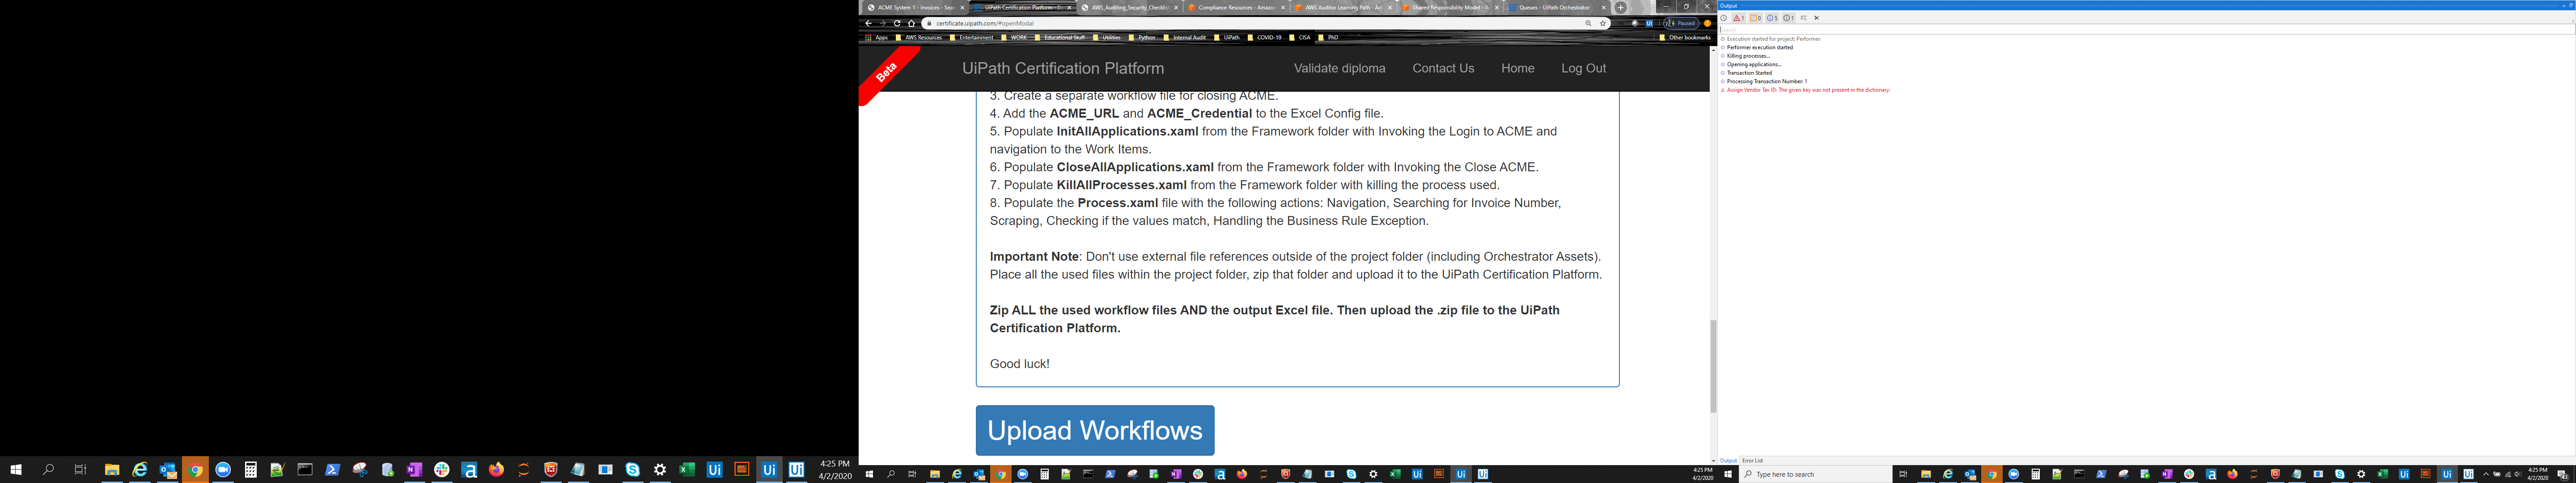 4:25 PM
4/2/2020
ACME System 1 - Invoices - Sear
UiPath Certification Platform - D
AWS_Auditing_Security_Checklis
Compliance Resources - Amazon
AWS Auditor Learning Path - Am
Shared Responsibility Model - A
Queues - UiPath Orchestrator
certificate.uipath.com/#openModal
Paused
Apps
AWS Resources
Entertainment
WORK
Educational Stuff
Utilities
Python
Internal Audit
UiPath
COVID-19
CISA
PhD
Other bookmarks
Beta
UiPath Certification Platform
Validate diploma
Contact Us
Home
Log Out
3. Create a separate workflow file for closing ACME.
4. Add the ACME_URL and ACME_Credential to the Excel Config file.
5. Populate InitAllApplications.xaml from the Framework folder with Invoking the Login to ACME and
navigation to the Work Items.
6. Populate CloseAllApplications.xaml from the Framework folder with Invoking the Close ACME.
7. Populate KillAllProcesses.xaml from the Framework folder with killing the process used.
8. Populate the Process.xaml file with the following actions: Navigation, Searching for Invoice Number,
Scraping, Checking if the values match, Handling the Business Rule Exception.
Important Note: Don't use external file references outside of the project folder (including Orchestrator Assets).
Place all the used files within the project folder, zip that folder and upload it to the UiPath Certification Platform.
Zip ALL the used workflow files AND the output Excel file. Then upload the .zip file to the UiPath
Certification Platform.
Good luck!
Upload Workflows
4:25 PM
4/2/2020
Output
1
0
5
1
Execution started for project: Performer
Performer execution started
Killing processes...
Opening applications...
Transaction Started
Processing Transaction Number: 1
Assign Vendor Tax ID: The given key was not present in the dictionary.
Output
Error List
Type here to search
4:25 PM
4/2/2020